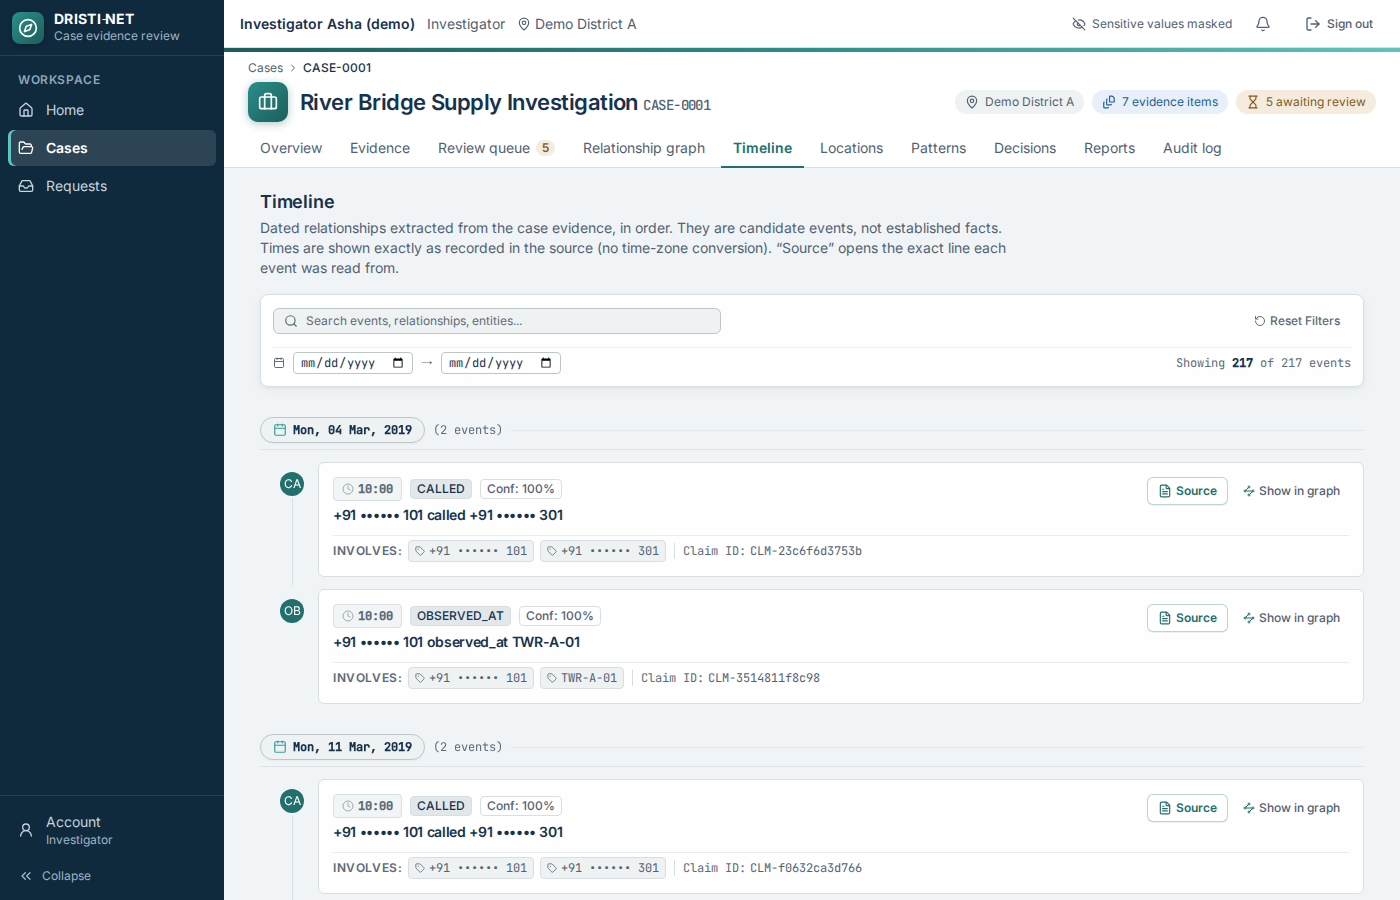 DRISTI-NET
Case evidence review
WORKSPACE
Home
Cases
Requests
Account
Investigator
Collapse
Investigator Asha (demo) Investigator Demo District A
Sensitive values masked Sign out
Cases > CASE-0001
River Bridge Supply Investigation CASE-0001
Demo District A 7 evidence items 5 awaiting review
Overview Evidence Review queue 5 Relationship graph Timeline Locations Patterns Decisions Reports Audit log
Timeline
Dated relationships extracted from the case evidence, in order. They are candidate events, not established facts.
Times are shown exactly as recorded in the source (no time-zone conversion). “Source” opens the exact line each
event was read from.
Search events, relationships, entities...
Reset Filters
mm/dd/yyyy → mm/dd/yyyy
Showing 217 of 217 events
Mon, 04 Mar, 2019 (2 events)
CA
10:00 CALLED Conf: 100%
Source Show in graph
+91 •••••• 101 called +91 •••••• 301
INVOLVES: +91 •••••• 101 +91 •••••• 301 Claim ID: CLM-23c6f6d3753b
OB
10:00 OBSERVED_AT Conf: 100%
Source Show in graph
+91 •••••• 101 observed_at TWR-A-01
INVOLVES: +91 •••••• 101 TWR-A-01 Claim ID: CLM-3514811f8c98
Mon, 11 Mar, 2019 (2 events)
CA
10:00 CALLED Conf: 100%
Source Show in graph
+91 •••••• 101 called +91 •••••• 301
INVOLVES: +91 •••••• 101 +91 •••••• 301 Claim ID: CLM-f0632ca3d766